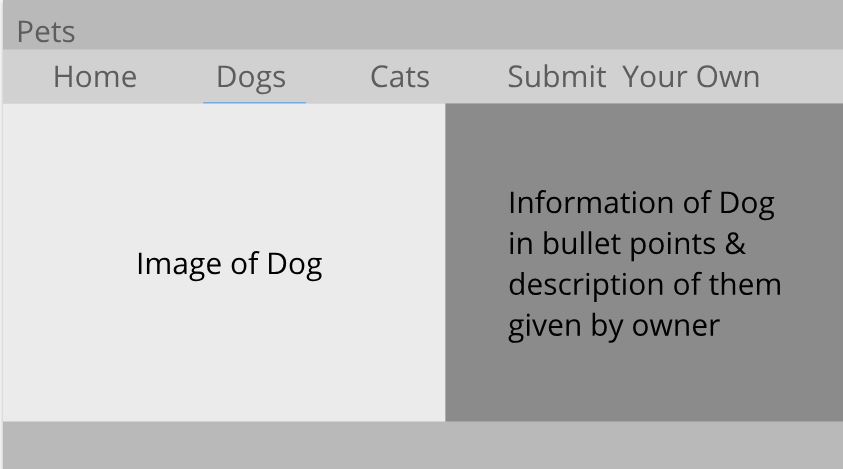 Pets
Home Dogs Cats Submit Your Own
Image of Dog
Information of Dog
in bullet points &
description of them
given by owner